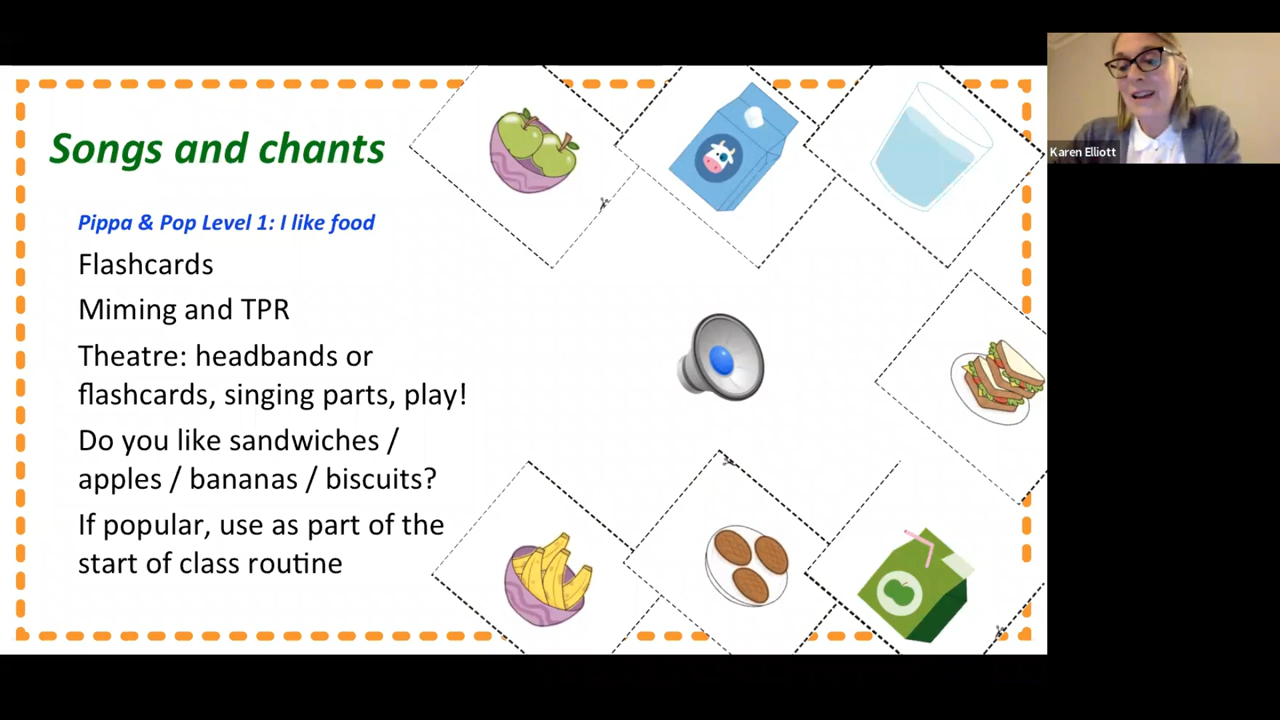 Songs and chants
Pippa & Pop Level 1: I like food
Flashcards
Miming and TPR
Theatre: headbands or
flashcards, singing parts, play!
Do you like sandwiches /
apples / bananas / biscuits?
If popular, use as part of the
start of class routine
Karen Elliott